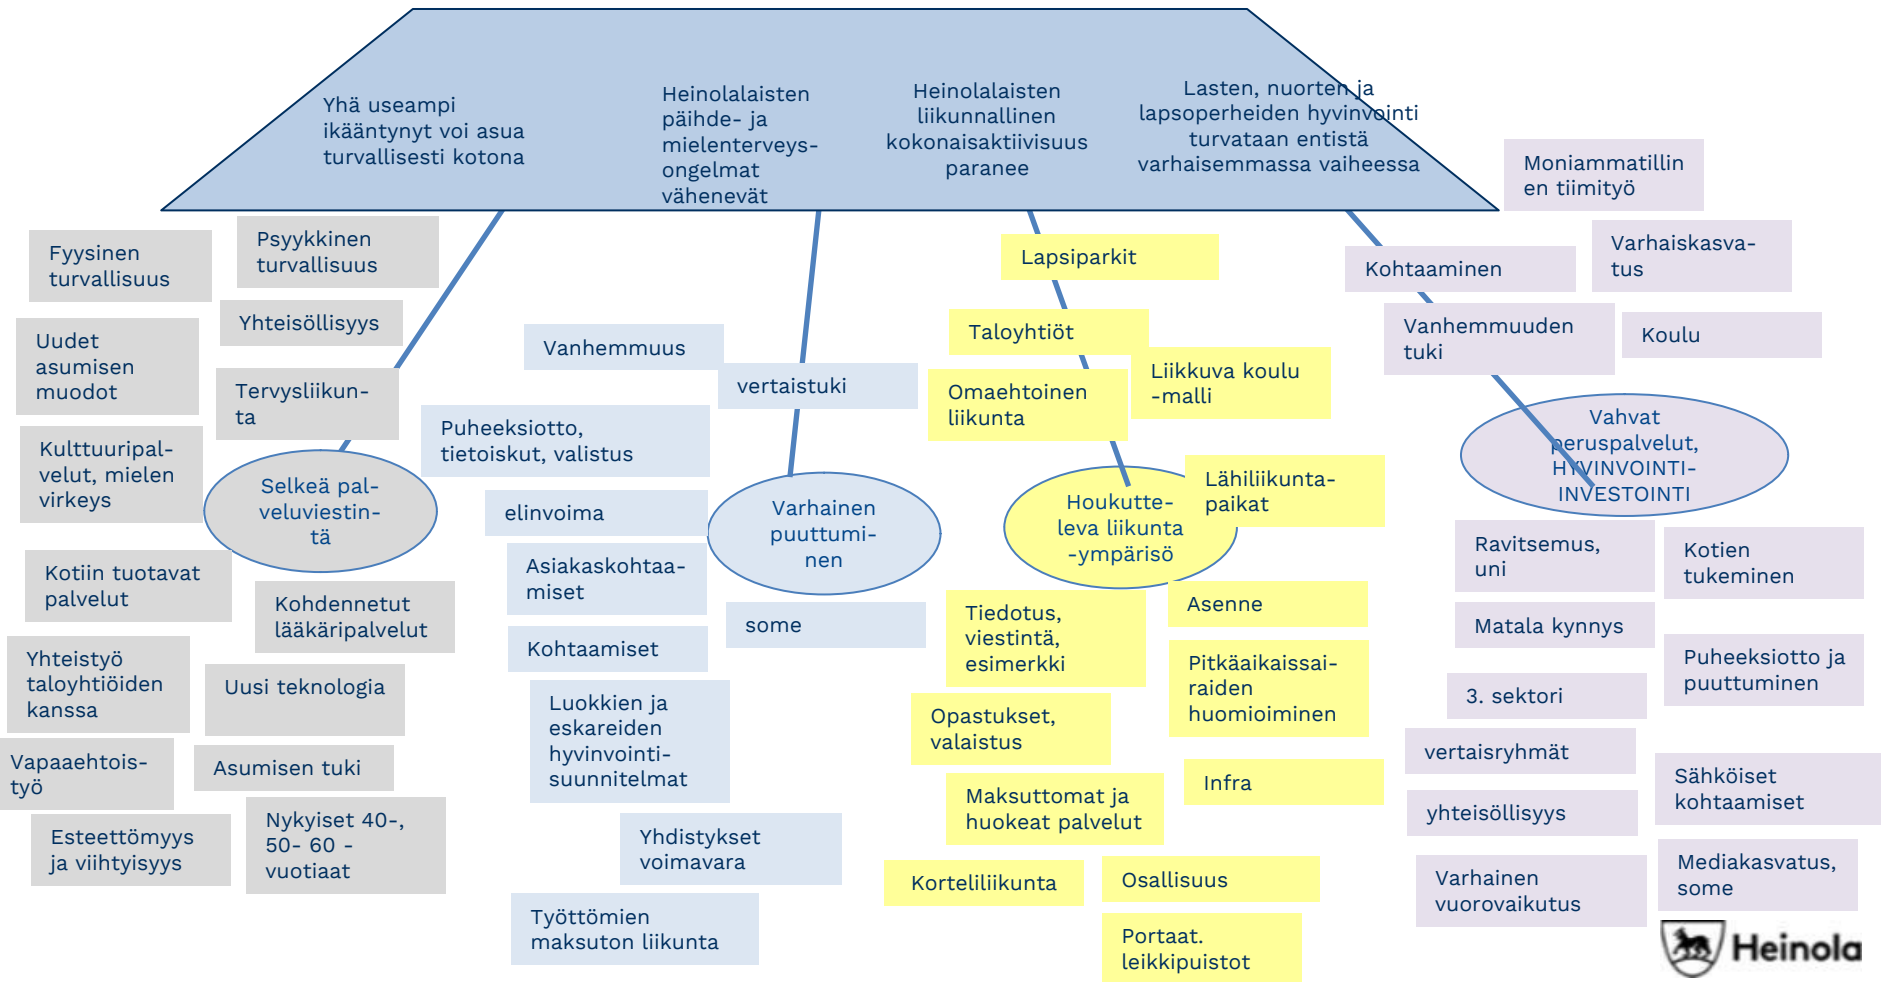 Yhä useampi
ikääntynyt voi asua
turvallisesti kotona
Heinolalaisten
päihde- ja
mielenterveys-
ongelmat
vähenevät
Heinolalaisten
liikunnallinen
kokonaisaktiivisuus
paranee
Lasten, nuorten ja
lapsoperheiden hyvinvointi
turvataan entistä
varhaisemmassa vaiheessa
Fyysinen
turvallisuus
Psyykkinen
turvallisuus
Yhteisöllisyys
Uudet
asumisen
muodot
Tervysliikun-
ta
Kulttuuripal-
velut, mielen
virkeys
Selkeä pal-
veluviestin-
tä
Kotiin tuotavat
palvelut
Kohdennetut
lääkäripalvelut
Yhteistyö
taloyhtiöiden
kanssa
Uusi teknologia
Vapaaehtois-
työ
Asumisen tuki
Esteettömyys
ja viihtyisyys
Nykyiset 40-,
50- 60 -
vuotiaat
Vanhemmuus
vertaistuki
Puheeksiotto,
tietoiskut, valistus
elinvoima
Varhainen
puuttumi-
nen
Asiakaskohtaa-
miset
some
Kohtaamiset
Luokkien ja
eskareiden
hyvinvointi-
suunnitelmat
Yhdistykset
voimavara
Työttömien
maksuton liikunta
Lapsiparkit
Taloyhtiöt
Liikkuva koulu
-malli
Omaehtoinen
liikunta
Lähiliikunta-
paikat
Houkutte-
leva liikunta
-ympärisö
Tiedotus,
viestintä,
esimerkki
Asenne
Pitkäaikaissai-
raiden
huomioiminen
Opastukset,
valaistus
Infra
Maksuttomat ja
huokeat palvelut
Korteliliikunta
Osallisuus
Portaat.
leikkipuistot
Moniammatillin
en tiimityö
Varhaiskasva-
tus
Kohtaaminen
Vanhemmuuden
tuki
Koulu
Vahvat
peruspalvelut,
HYVINVOINTI-
INVESTOINTI
Ravitsemus,
uni
Kotien
tukeminen
Matala kynnys
Puheeksiotto ja
puuttuminen
3. sektori
vertaisryhmät
Sähköiset
kohtaamiset
yhteisöllisyys
Mediakasvatus,
some
Varhainen
vuorovaikutus
Heinola